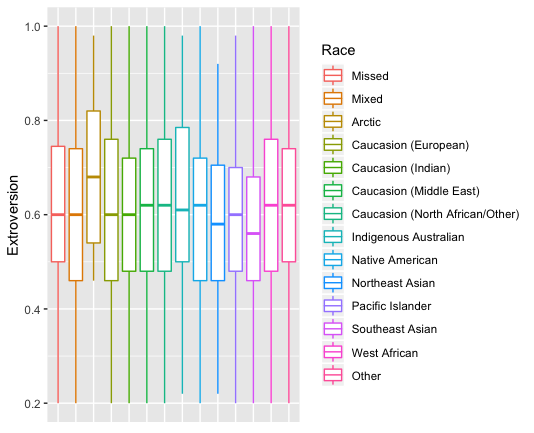 1.0
0.8
0.6
0.4
0.2
Extroversion
Race
Missed
Mixed
Arctic
Caucasion (European)
Caucasion (Indian)
Caucasion (Middle East)
Caucasion (North African/Other)
Indigenous Australian
Native American
Northeast Asian
Pacific Islander
Southeast Asian
West African
Other